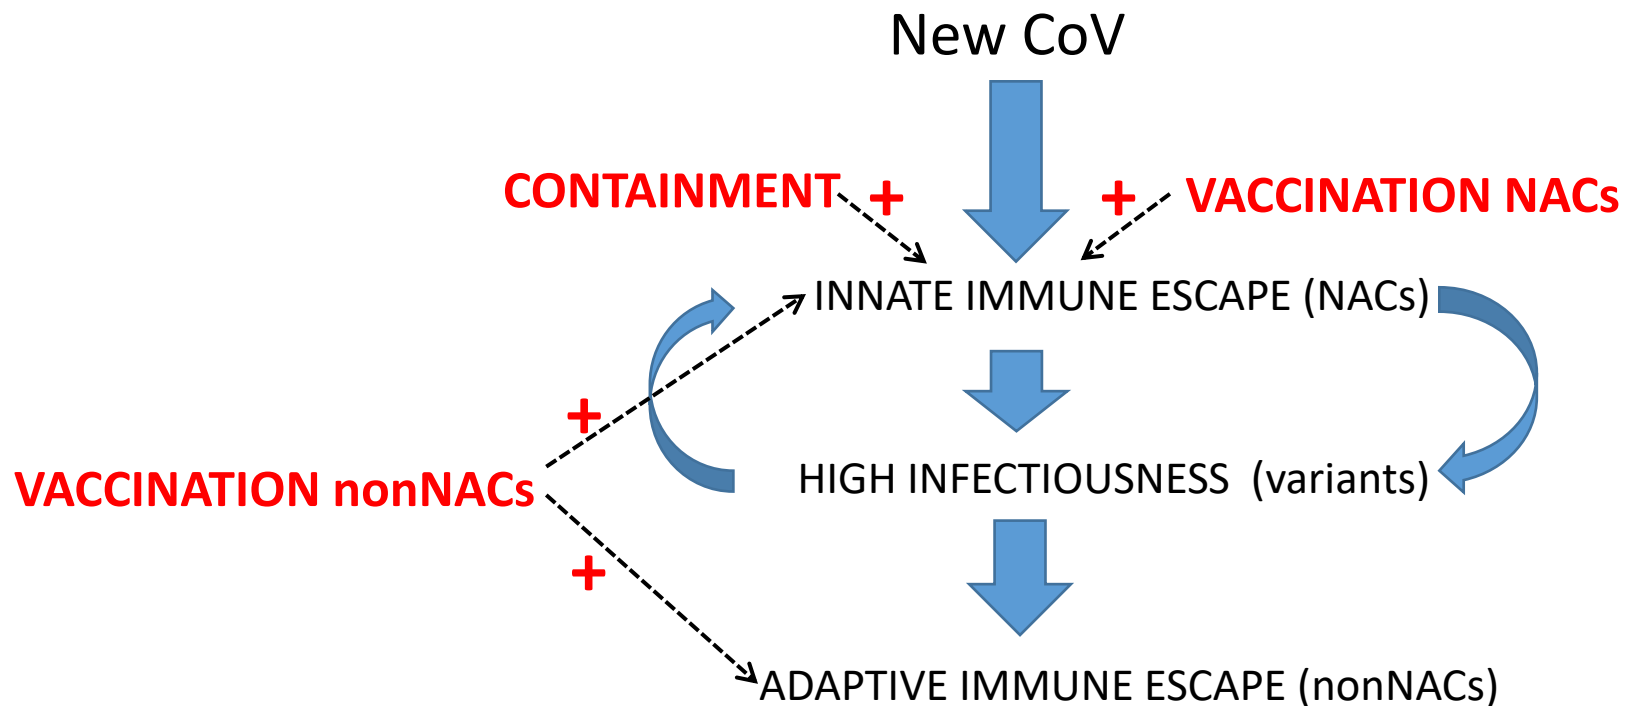 New CoV
CONTAINMENT
+
+
VACCINATION NACs
INNATE IMMUNE ESCAPE (NACs)
+
VACCINATION nonNACs
HIGH INFECTIOUSNESS (variants)
+
ADAPTIVE IMMUNE ESCAPE (nonNACs)